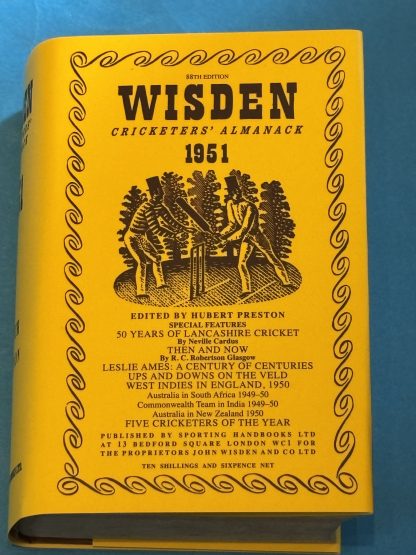 88TH EDITION
WISDEN
CRICKETERS' ALMANACK
1951
EDITED BY HUBERT PRESTON
SPECIAL FEATURES
50 YEARS OF LANCASHIRE CRICKET
By Neville Cardus
THEN AND NOW
By R. C. Robertson Glasgow
LESLIE AMES: A CENTURY OF CENTURIES
UPS AND DOWNS ON THE VELD
WEST INDIES IN ENGLAND, 1950
Australia in South Africa 1949-50
Commonwealth Team in India 1949-50
Australia in New Zealand 1950
FIVE CRICKETERS OF THE YEAR
PUBLISHED BY SPORTING HANDBOOKS LTD
AT 13 BEDFORD SQUARE LONDON WC1 FOR
THE PROPRIETORS JOHN WISDEN AND CO LTD
TEN SHILLINGS AND SIXPENCE NET